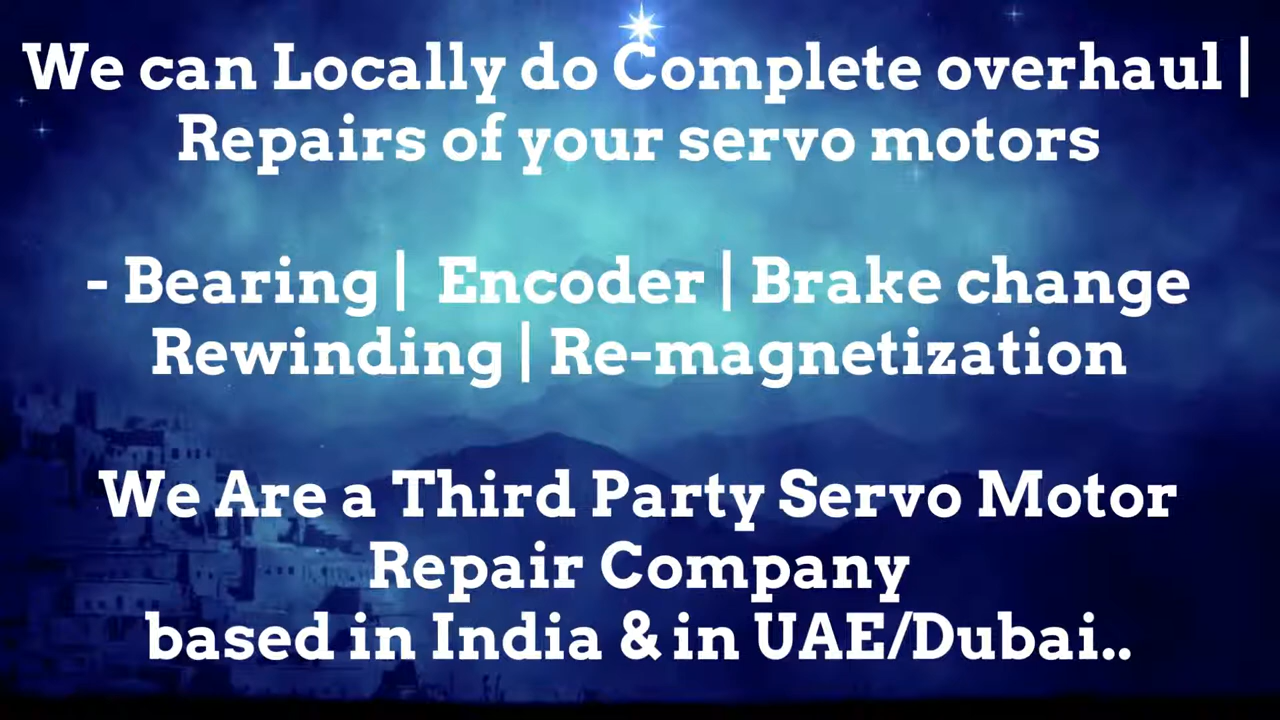 We can Locally do Complete overhaul |
Repairs of your servo motors
- Bearing | Encoder | Brake change
Rewinding | Re-magnetization
We Are a Third Party Servo Motor
Repair Company
based in India & in UAE/Dubai..